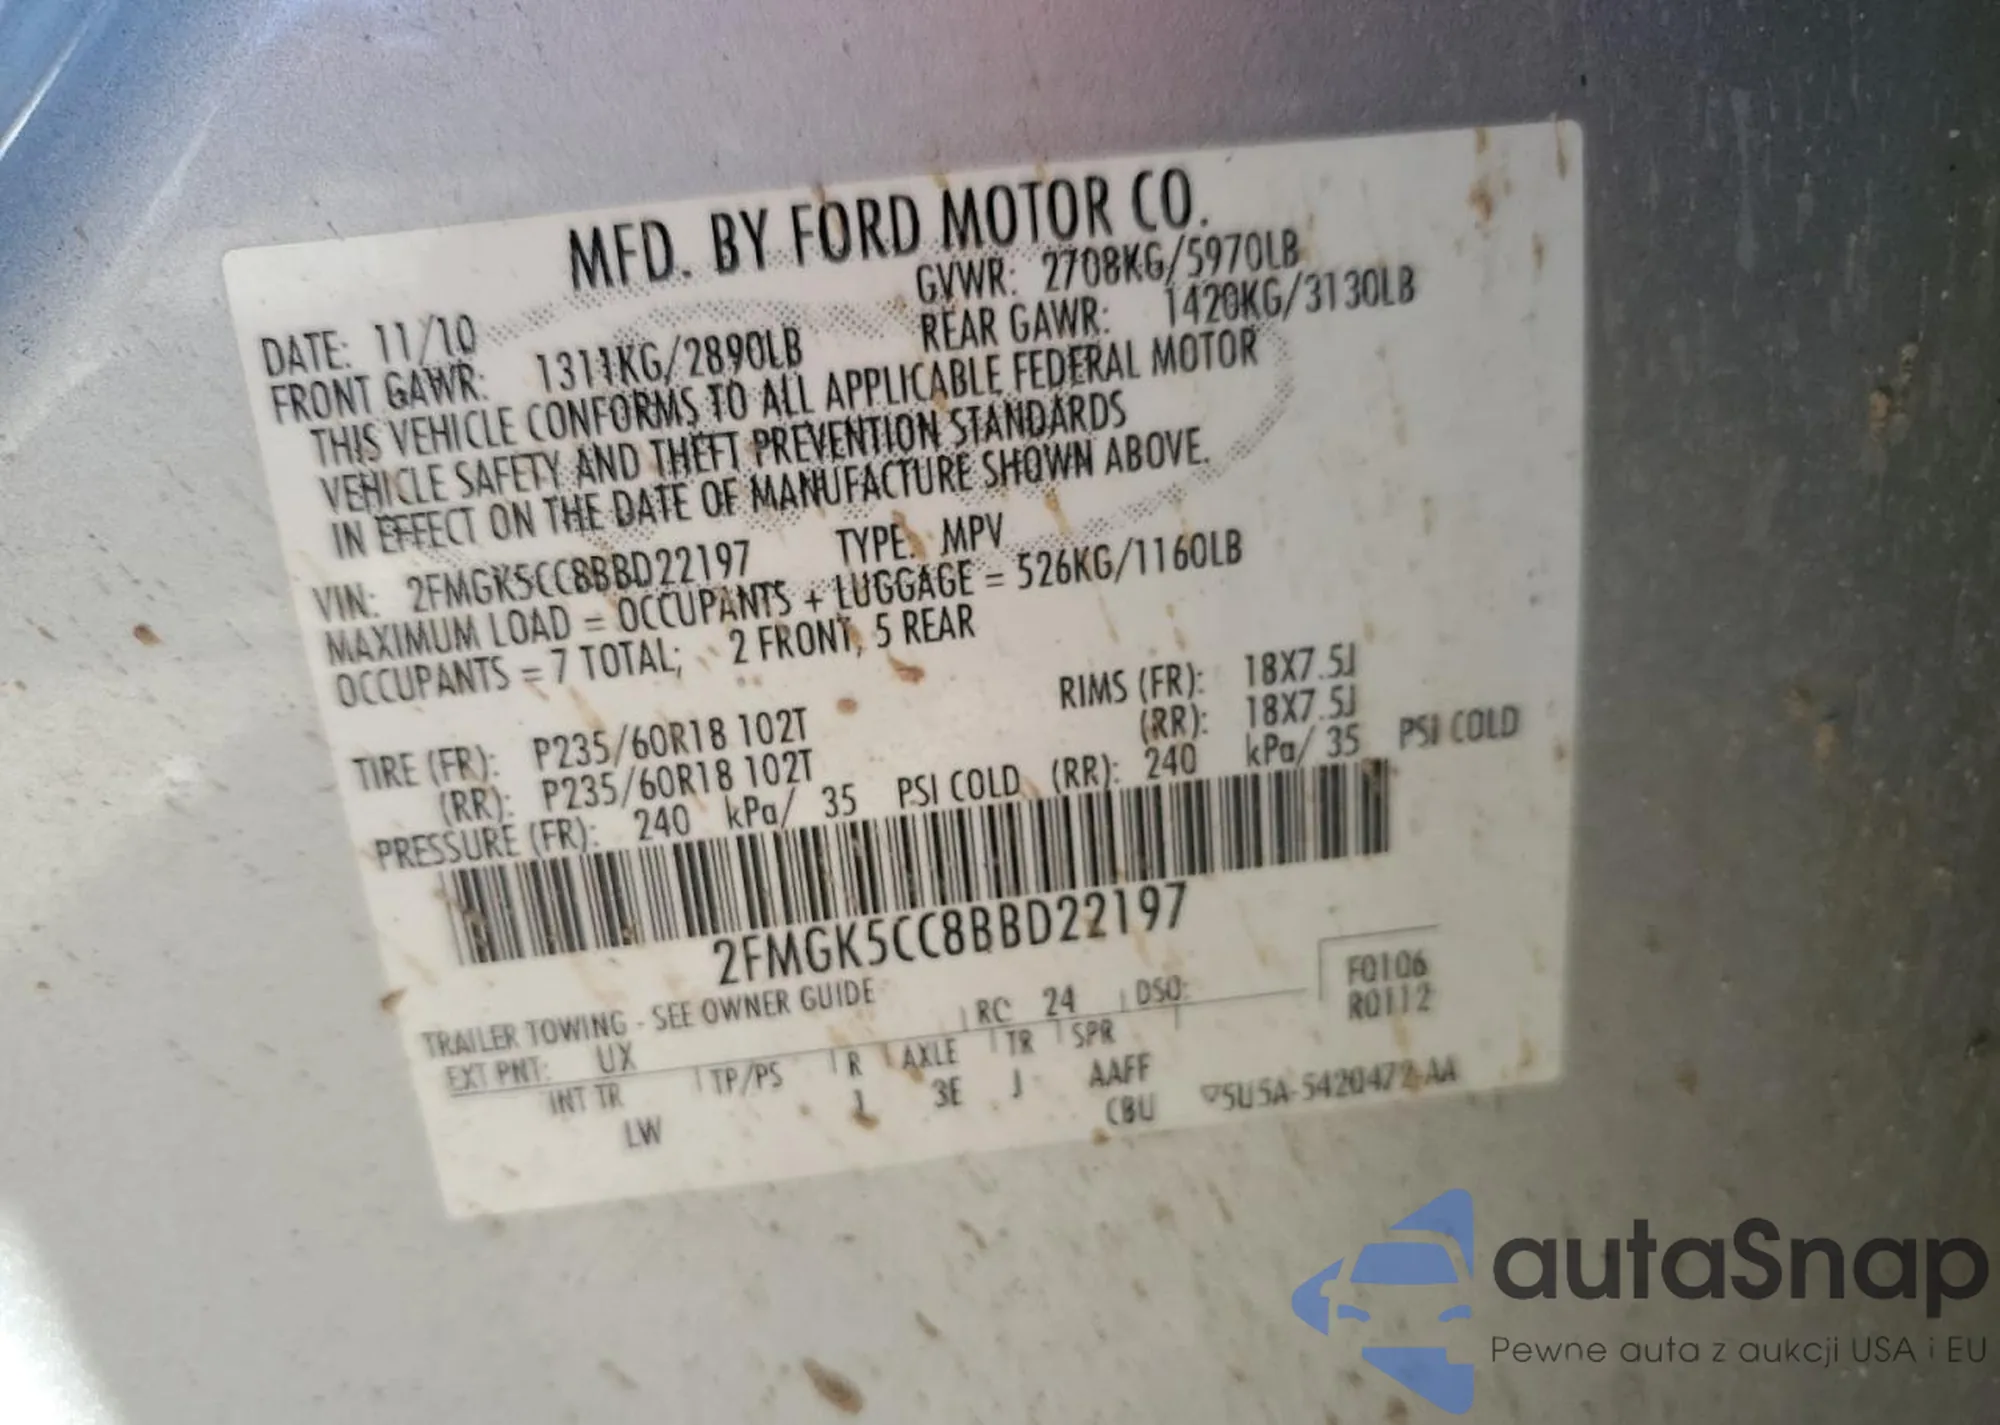 MFD. BY FORD MOTOR CO.
DATE: 11/10 GVWR: 2708KG/5970LB
FRONT GAWR: 1311KG/2890LB REAR GAWR: 1420KG/3130LB
THIS VEHICLE CONFORMS TO ALL APPLICABLE FEDERAL MOTOR
VEHICLE SAFETY AND THEFT PREVENTION STANDARDS
IN EFFECT ON THE DATE OF MANUFACTURE SHOWN ABOVE.
VIN: 2FMGK5CC8BBD22197 TYPE: MPV
MAXIMUM LOAD = OCCUPANTS + LUGGAGE = 526KG/1160LB
OCCUPANTS = 7 TOTAL; 2 FRONT, 5 REAR
TIRE (FR): P235/60R18 102T RIMS (FR): 18X7.5J
(RR): P235/60R18 102T (RR): 18X7.5J
PRESSURE (FR): 240 kPa/ 35 PSI COLD (RR): 240 kPa/ 35 PSI COLD
2FMGK5CC8BBD22197
TRAILER TOWING - SEE OWNER GUIDE
F0106
R0112
EXT PNT: UX RC 24 DSO:
INT TR TP/PS R AXLE TR SPR
LW 1 3E J AAFF
CBU 5U5A-5420472-AA
autaSnap
Pewne auta z aukcji USA i EU